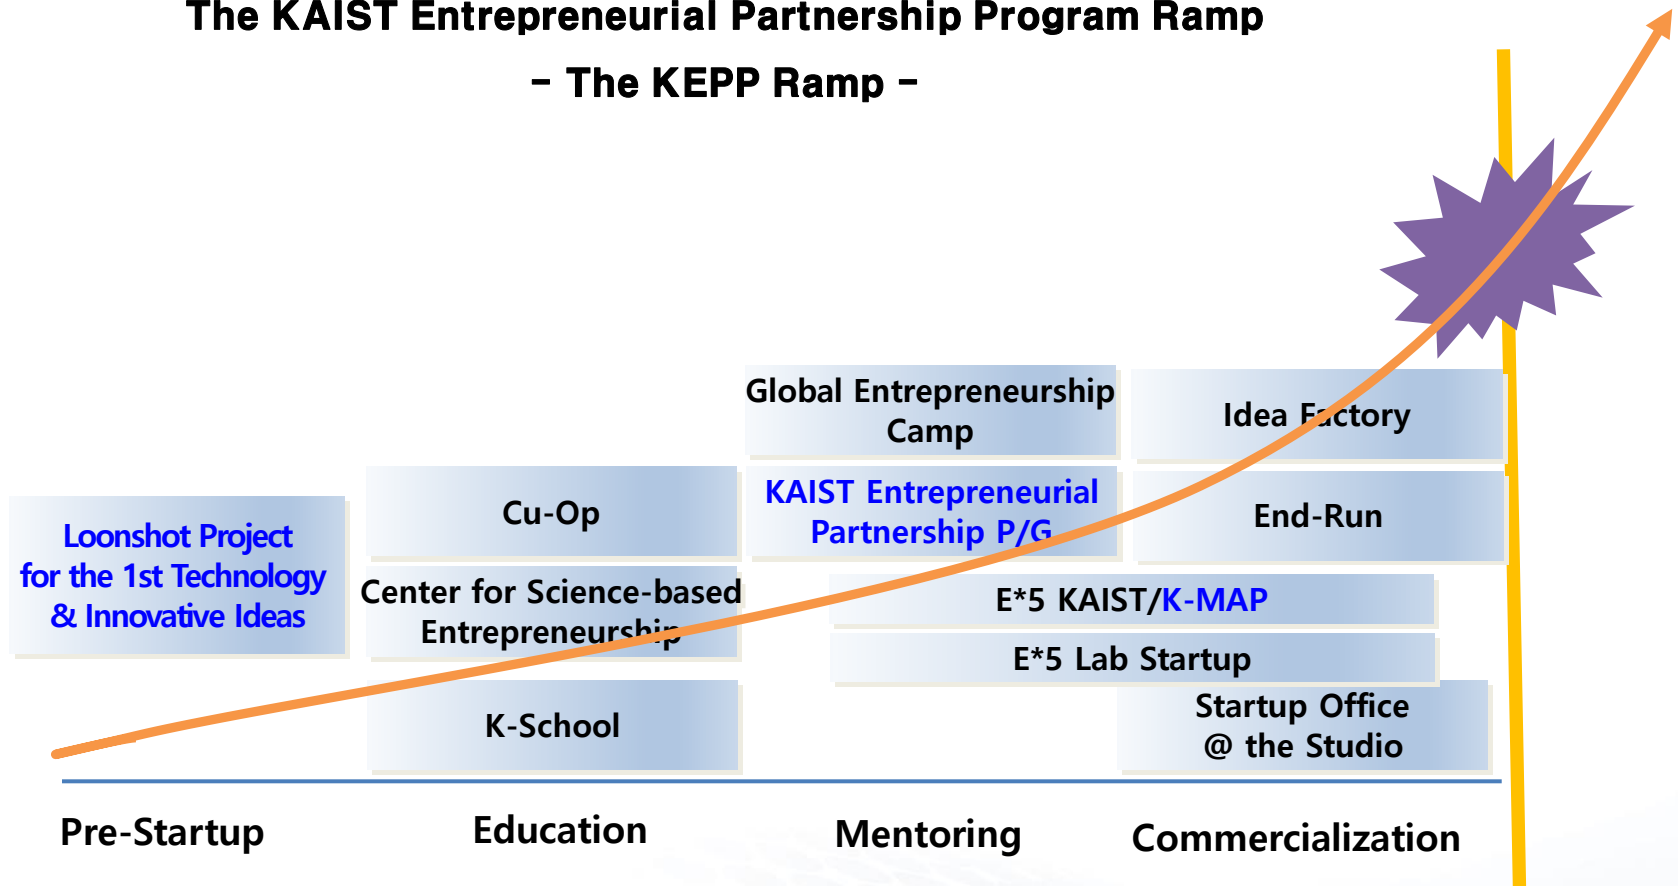 The KAIST Entrepreneurial Partnership Program Ramp
- The KEPP Ramp -
Loonshot Project
for the 1st Technology
& Innovative Ideas
Cu-Op
Center for Science-based
Entrepreneurship
K-School
Global Entrepreneurship
Camp
KAIST Entrepreneurial
Partnership P/G
Idea Factory
End-Run
E*5 KAIST/K-MAP
E*5 Lab Startup
Startup Office
@ the Studio
Pre-Startup
Education
Mentoring
Commercialization